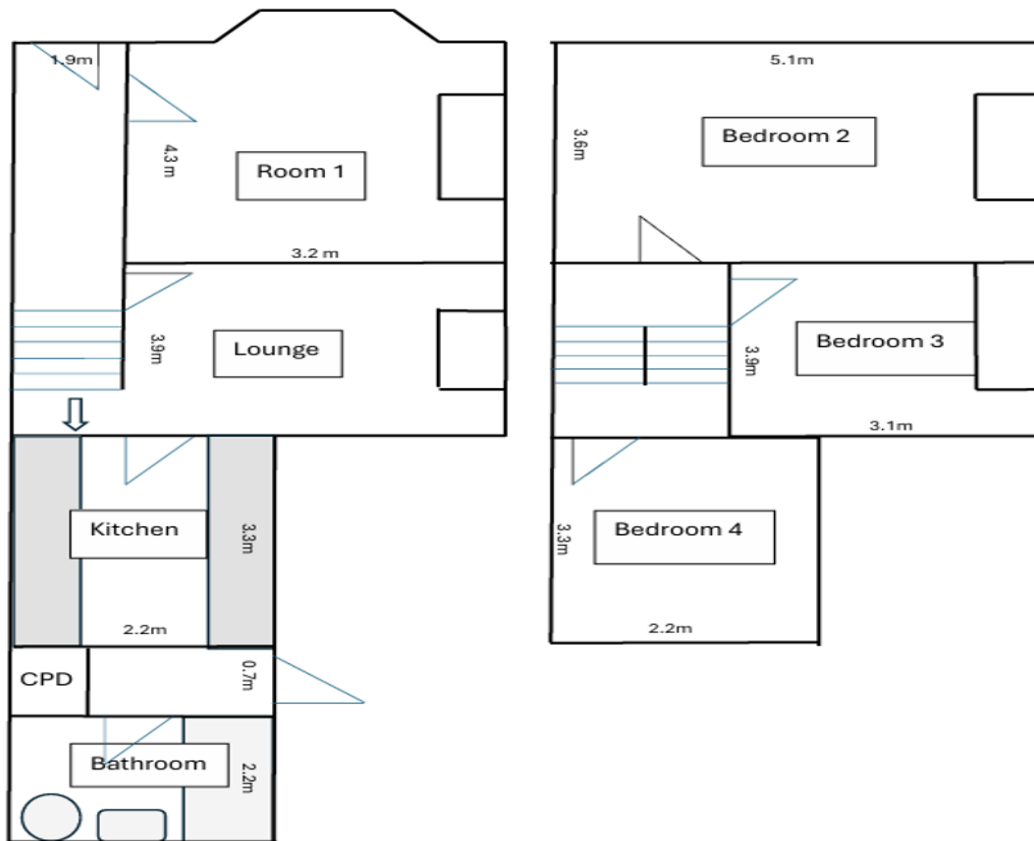 1.9m
4.3 m
Room 1
3.2 m
3.9m
Lounge
Kitchen
3.3m
2.2m
CPD
0.7m
Bathroom
2.2m
5.1m
3.6m
Bedroom 2
Bedroom 3
3.9m
3.1m
3.3m
Bedroom 4
2.2m